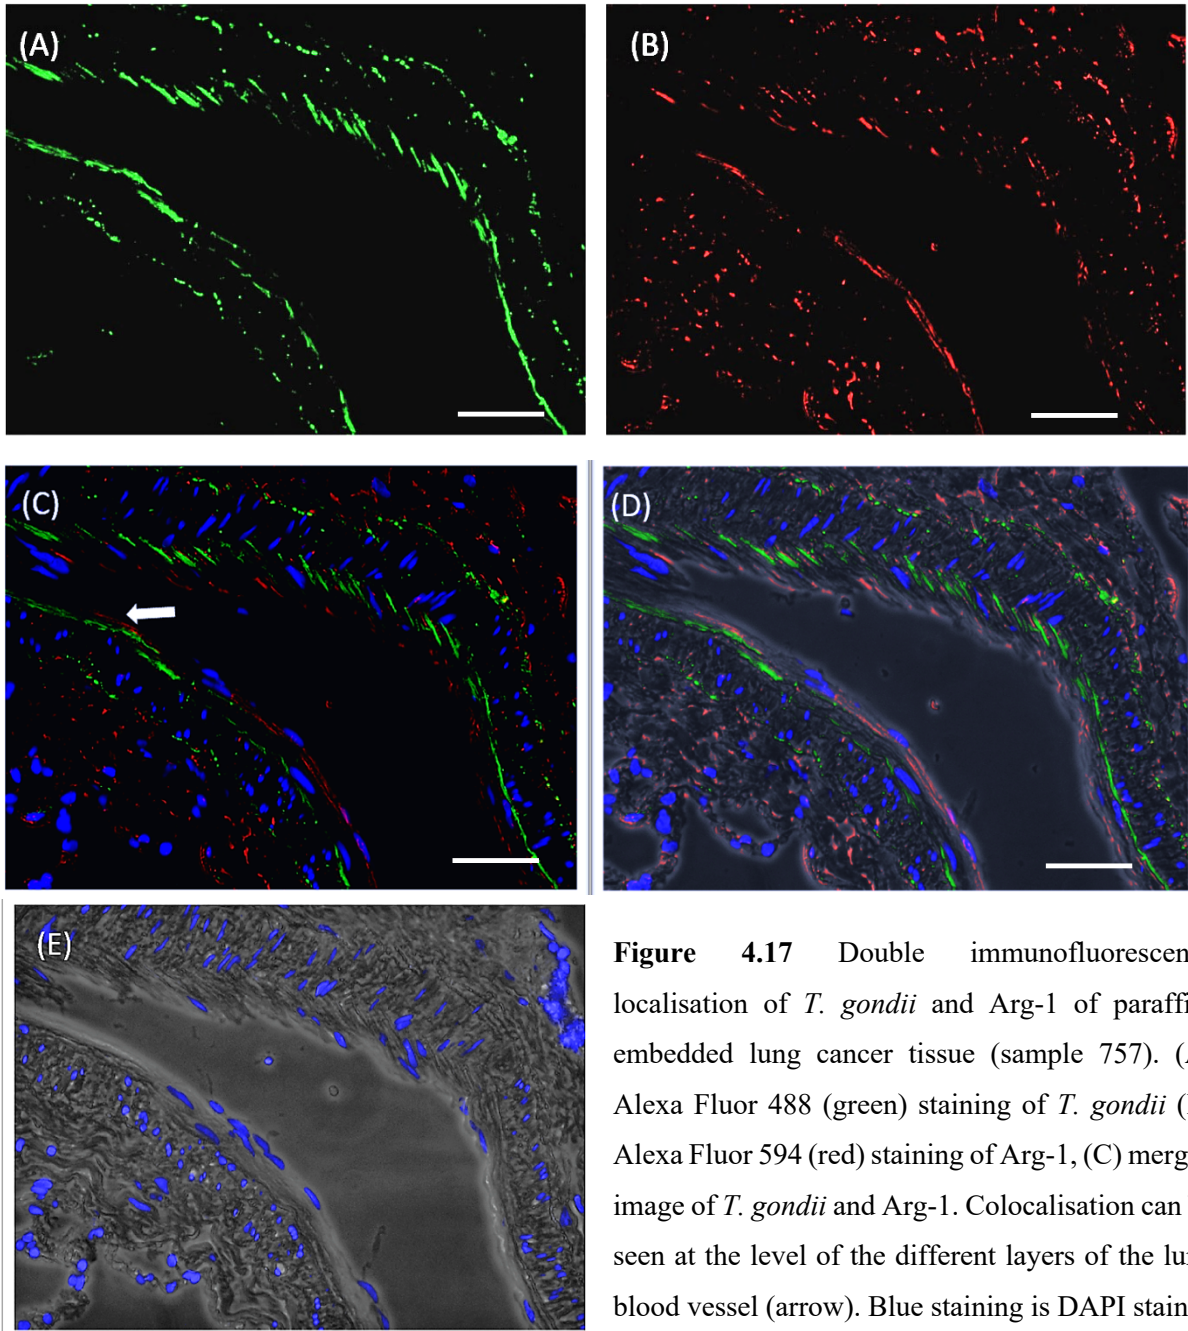 (A)
(B)
(C)
(D)
(E)
Figure 4.17 Double immunofluorescen
localisation of T. gondii and Arg-1 of paraffi
embedded lung cancer tissue (sample 757). (
Alexa Fluor 488 (green) staining of T. gondii (
Alexa Fluor 594 (red) staining of Arg-1, (C) merg
image of T. gondii and Arg-1. Colocalisation can
seen at the level of the different layers of the lu
blood vessel (arrow). Blue staining is DAPI stain